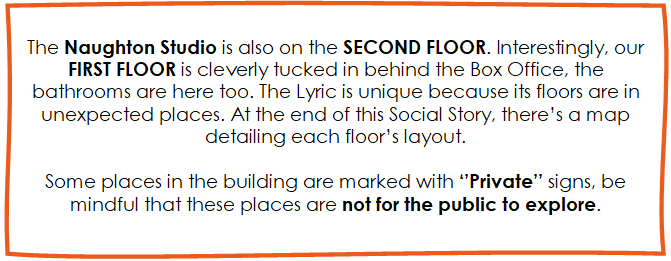 The Naughton Studio is also on the SECOND FLOOR. Interestingly, our
FIRST FLOOR is cleverly tucked in behind the Box Office, the
bathrooms are here too. The Lyric is unique because its floors are in
unexpected places. At the end of this Social Story, there’s a map
detailing each floor’s layout.
Some places in the building are marked with ‘’Private’’ signs, be
mindful that these places are not for the public to explore.